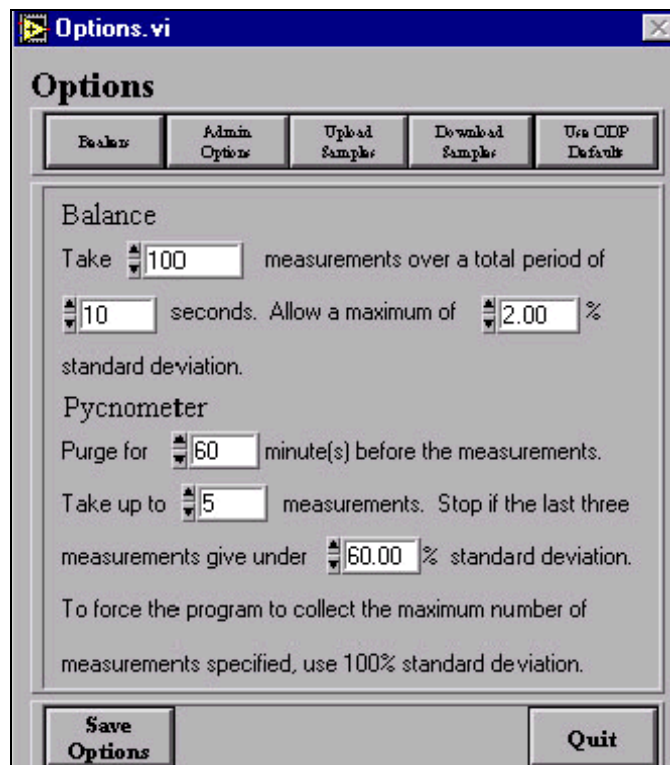 Options.vi
Options
Beakers
Admin
Options
Upload
Samples
Download
Samples
Use ODP
Defaults
Balance
Take 100 measurements over a total period of
10 seconds. Allow a maximum of 2.00 %
standard deviation.
Pycnometer
Purge for 60 minute(s) before the measurements.
Take up to 5 measurements. Stop if the last three
measurements give under 60.00 % standard deviation.
To force the program to collect the maximum number of
measurements specified, use 100% standard deviation.
Save
Options
Quit